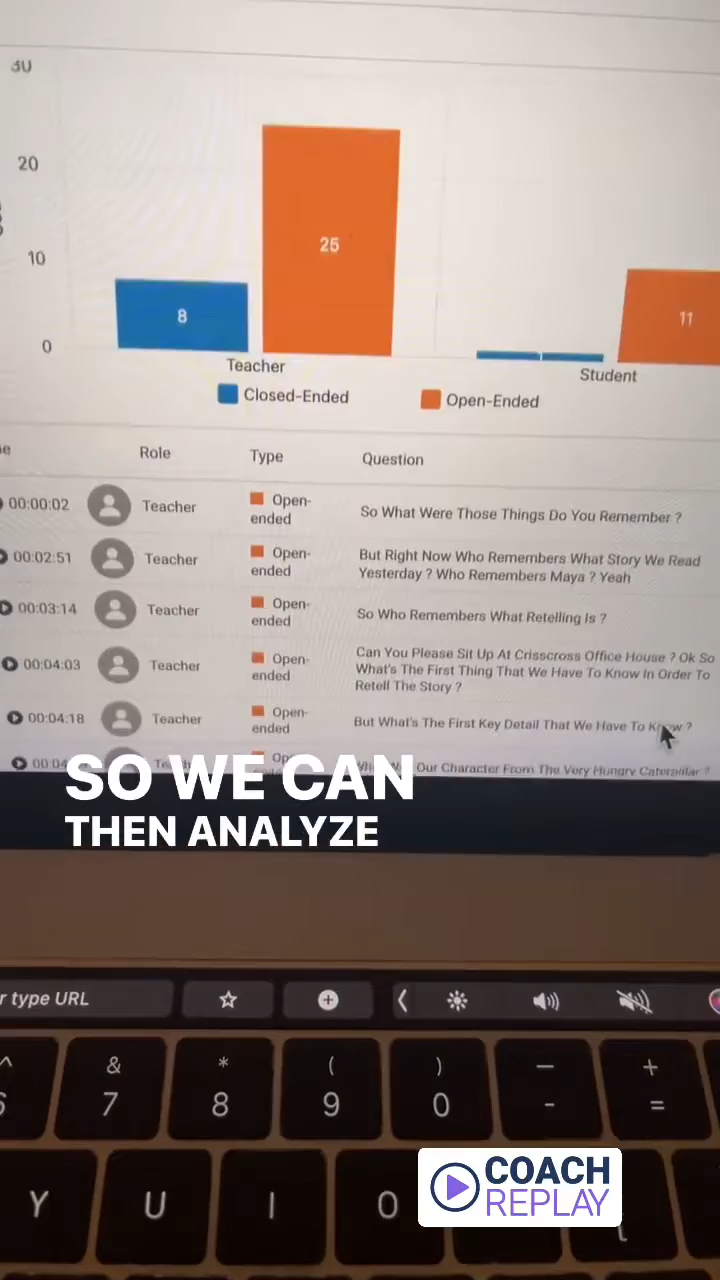 30
20
10
0
8
25
11
Teacher
Student
Closed-Ended
Open-Ended
Role Type Question
00:00:02 Teacher Open-ended So What Were Those Things Do You Remember ?
00:02:51 Teacher Open-ended But Right Now Who Remembers What Story We Read
Yesterday ? Who Remembers Maya ? Yeah
00:03:14 Teacher Open-ended So Who Remembers What Retelling Is ?
00:04:03 Teacher Open-ended Can You Please Sit Up At Crisscross Office House ? Ok So
What's The First Thing That We Have To Know In Order To
Retell The Story ?
00:04:18 Teacher Open-ended But What's The First Key Detail That We Have To Know ?
Our Character From The Very Hungry Caterpillar ?
SO WE CAN
THEN ANALYZE
r type URL
& * ( ) — +
7 8 9 0 - =
Y U I O
COACH
REPLAY